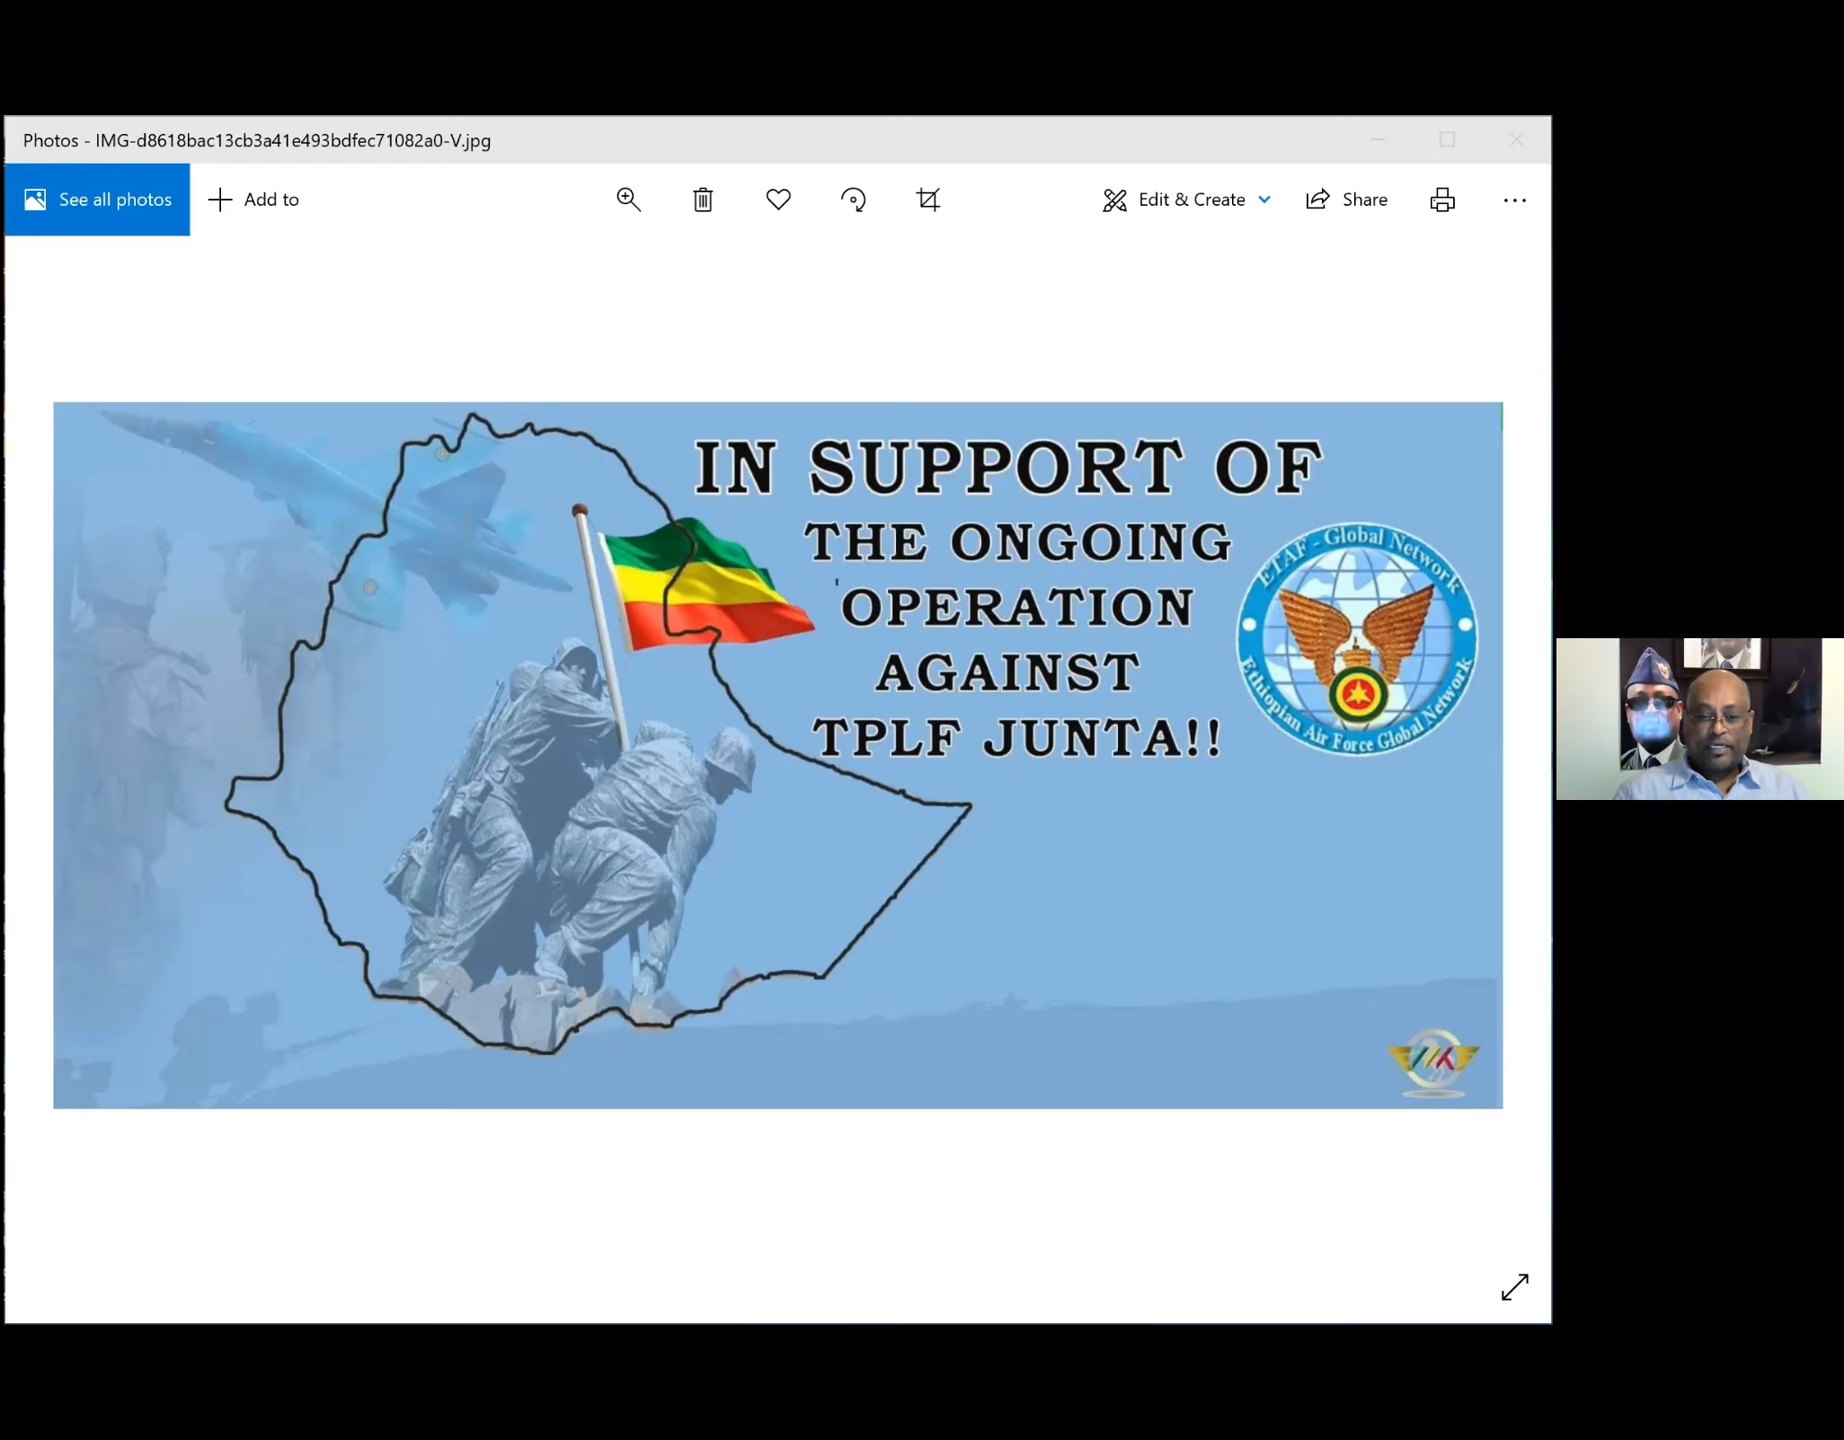 Photos - IMG-d8618bac13cb3a41e493bdfec71082a0-V.jpg
See all photos
Add to
Edit & Create
Share
IN SUPPORT OF
THE ONGOING
OPERATION
AGAINST
TPLF JUNTA!!
ETAF - Global Network
Ethiopian Air Force Global Network